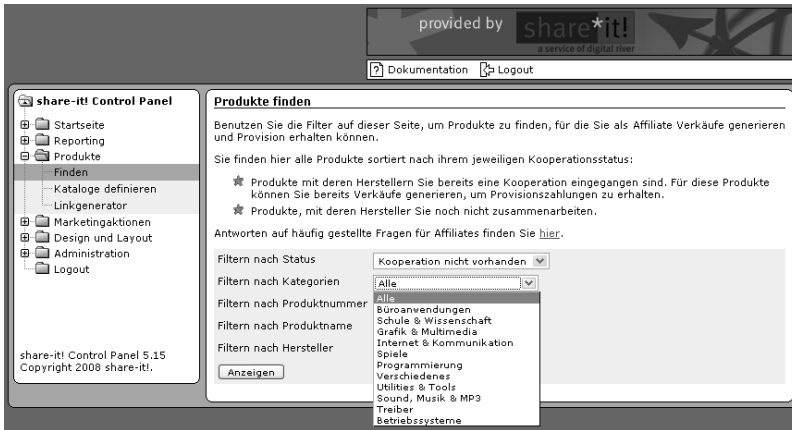 provided by share*it!
a service of digital river
Dokumentation Logout
share-it! Control Panel
Startseite
Reporting
Produkte
Finden
Kataloge definieren
Linkgenerator
Marketingaktionen
Design und Layout
Administration
Logout
share-it! Control Panel 5.15
Copyright 2008 share-it!.
Produkte finden
Benutzen Sie die Filter auf dieser Seite, um Produkte zu finden, für die Sie als Affiliate Verkäufe generieren
und Provision erhalten können.
Sie finden hier alle Produkte sortiert nach ihrem jeweiligen Kooperationsstatus:
Produkte mit deren Herstellern Sie bereits eine Kooperation eingegangen sind. Für diese Produkte
können Sie bereits Verkäufe generieren, um Provisionszahlungen zu erhalten.
Produkte, mit deren Hersteller Sie noch nicht zusammenarbeiten.
Antworten auf häufig gestellte Fragen für Affiliates finden Sie hier.
Filtern nach Status Kooperation nicht vorhanden
Filtern nach Kategorien Alle
Filtern nach Produktnummer
Filtern nach Produktname
Filtern nach Hersteller
Anzeigen
Alle
Büroanwendungen
Schule & Wissenschaft
Grafik & Multimedia
Internet & Kommunikation
Spiele
Programmierung
Verschiedenes
Utilities & Tools
Sound, Musik & MP3
Treiber
Betriebssysteme